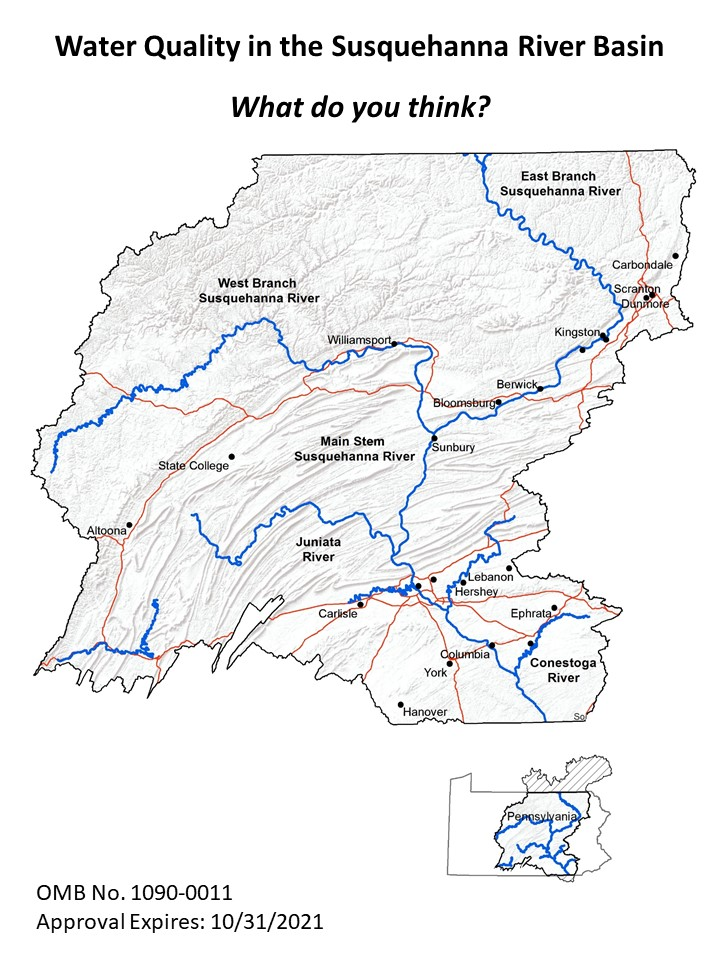 Water Quality in the Susquehanna River Basin
What do you think?
East Branch
Susquehanna River
Carbondale
Scranton
Dunmore
West Branch
Susquehanna River
Williamsport
Kingston
Berwick
Bloomsburg
Main Stem
Susquehanna River
Sunbury
State College
Altoona
Juniata
River
Lebanon
Hershey
Carlisle
Ephrata
Columbia
Conestoga
River
York
Hanover
So
Pennsylvania
OMB No. 1090-0011
Approval Expires: 10/31/2021